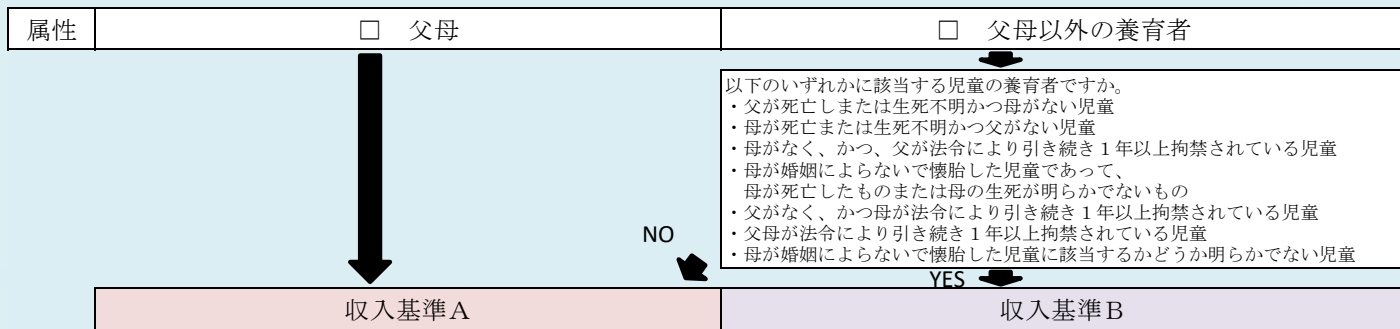 属性 □ 父母 □ 父母以外の養育者
以下のいずれかに該当する児童の養育者ですか。
・父が死亡しまたは生死不明かつ母がない児童
・母が死亡または生死不明かつ父がない児童
・母がなく、かつ、父が法令により引き続き１年以上拘禁されている児童
・母が婚姻によらないで懐胎した児童であって、
母が死亡したものまたは母の生死が明らかでないもの
・父がなく、かつ母が法令により引き続き１年以上拘禁されている児童
・父母が法令により引き続き１年以上拘禁されている児童
・母が婚姻によらないで懐胎した児童に該当するかどうか明らかでない児童
NO
YES
収入基準Ａ 収入基準Ｂ